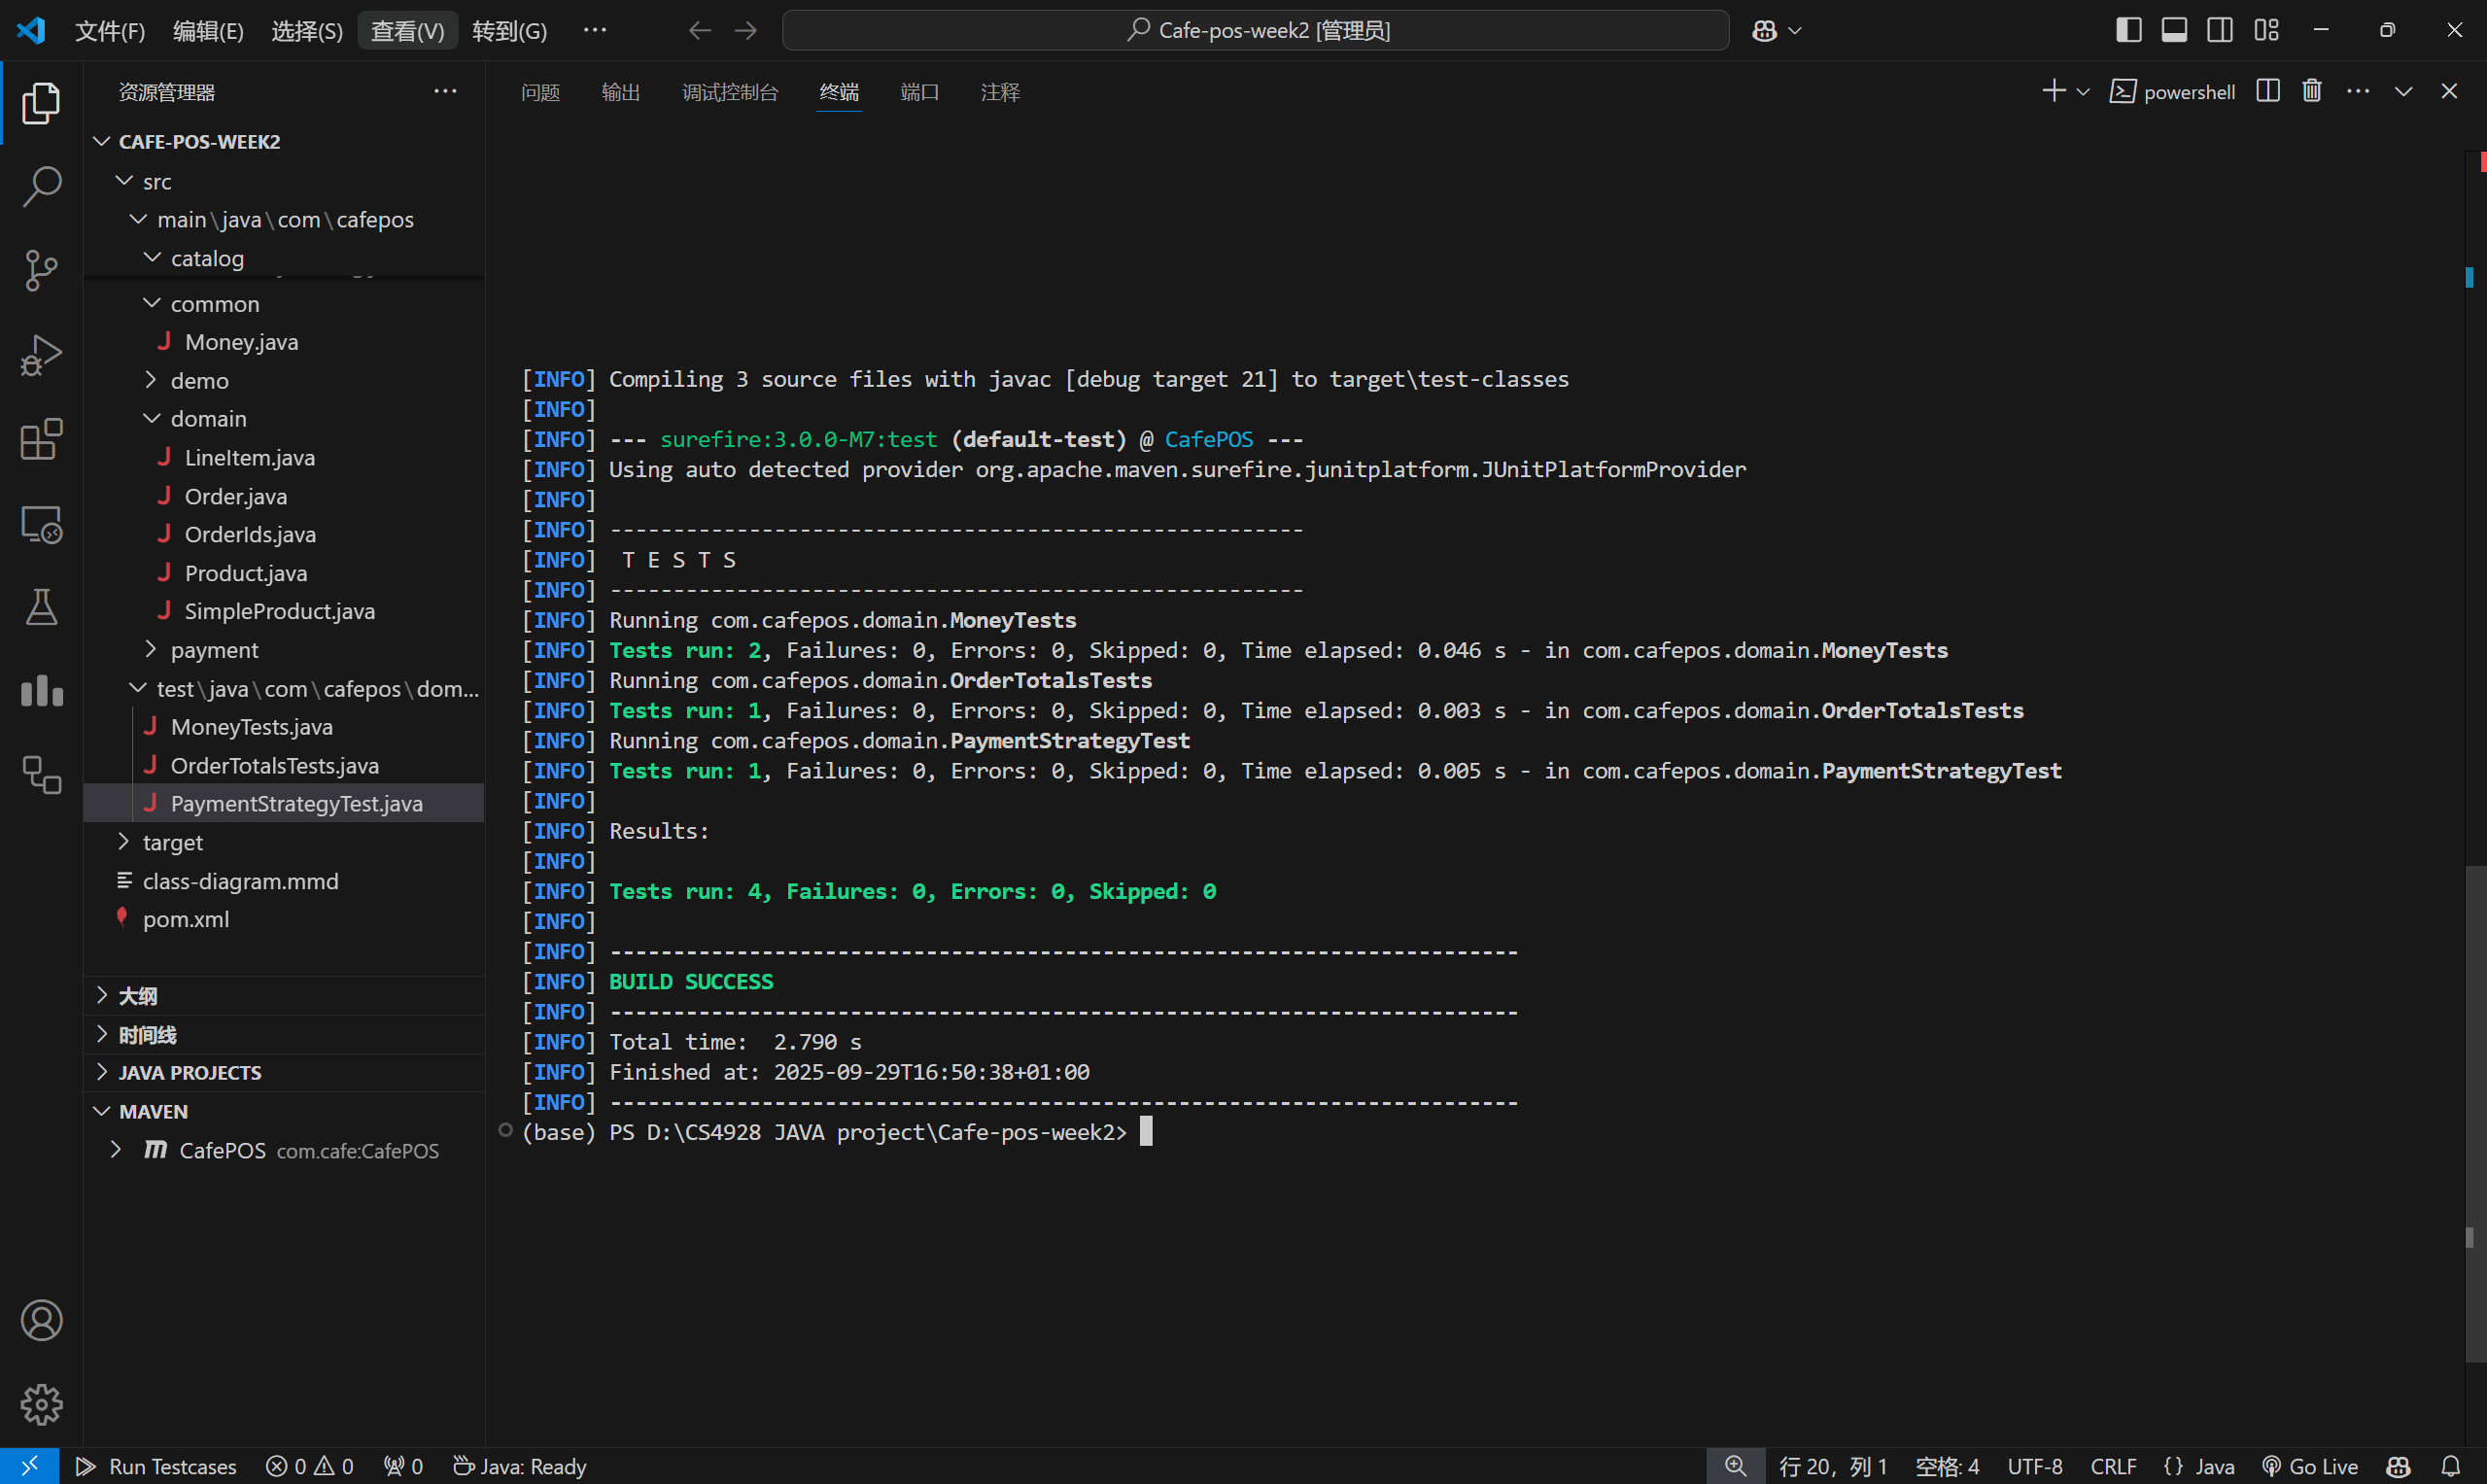 文件(F) 编辑(E) 选择(S) 查看(V) 转到(G) ··· Cafe-pos-week2 [管理员]
资源管理器 ···
CAFE-POS-WEEK2
src
main\java\com\cafepos
catalog
common
Money.java
demo
domain
LineItem.java
Order.java
OrderIds.java
Product.java
SimpleProduct.java
payment
test\java\com\cafepos\dom...
MoneyTests.java
OrderTotalsTests.java
PaymentStrategyTest.java
target
class-diagram.mmd
pom.xml
大纲
时间线
JAVA PROJECTS
MAVEN
CafePOS com.cafe:CafePOS
问题 输出 调试控制台 终端 端口 注释 powershell ···
[INFO] Compiling 3 source files with javac [debug target 21] to target\test-classes
[INFO]
[INFO] --- surefire:3.0.0-M7:test (default-test) @ CafePOS ---
[INFO] Using auto detected provider org.apache.maven.surefire.junitplatform.JUnitPlatformProvider
[INFO]
[INFO] -------------------------------------------------------
[INFO]  T E S T S
[INFO] -------------------------------------------------------
[INFO] Running com.cafepos.domain.MoneyTests
[INFO] Tests run: 2, Failures: 0, Errors: 0, Skipped: 0, Time elapsed: 0.046 s - in com.cafepos.domain.MoneyTests
[INFO] Running com.cafepos.domain.OrderTotalsTests
[INFO] Tests run: 1, Failures: 0, Errors: 0, Skipped: 0, Time elapsed: 0.003 s - in com.cafepos.domain.OrderTotalsTests
[INFO] Running com.cafepos.domain.PaymentStrategyTest
[INFO] Tests run: 1, Failures: 0, Errors: 0, Skipped: 0, Time elapsed: 0.005 s - in com.cafepos.domain.PaymentStrategyTest
[INFO]
[INFO] Results:
[INFO]
[INFO] Tests run: 4, Failures: 0, Errors: 0, Skipped: 0
[INFO]
[INFO] ------------------------------------------------------------------------
[INFO] BUILD SUCCESS
[INFO] ------------------------------------------------------------------------
[INFO] Total time:  2.790 s
[INFO] Finished at: 2025-09-29T16:50:38+01:00
[INFO] ------------------------------------------------------------------------
(base) PS D:\CS4928 JAVA project\Cafe-pos-week2>
Run Testcases 0 0 0 Java: Ready 行 20，列 1 空格: 4 UTF-8 CRLF {} Java Go Live